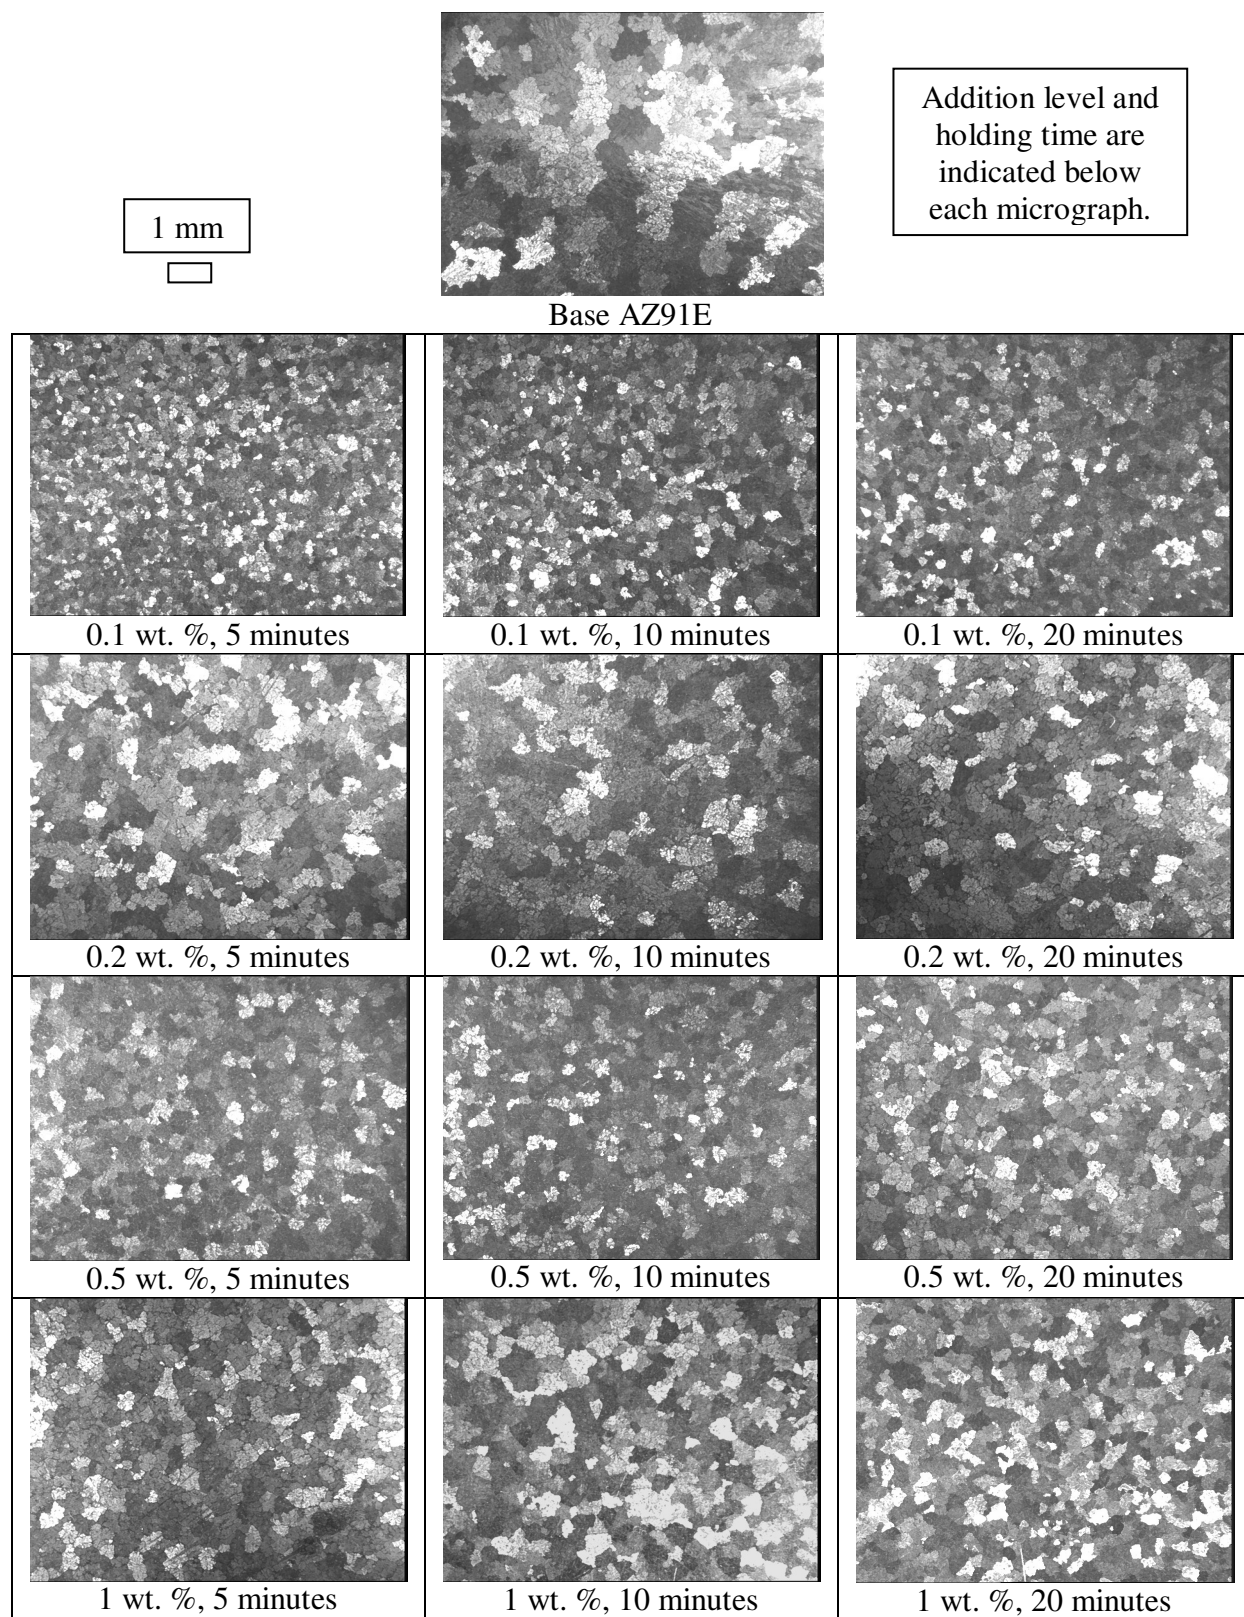 Addition level and
holding time are
indicated below
each micrograph.
1 mm
Base AZ91E
0.1 wt. %, 5 minutes
0.1 wt. %, 10 minutes
0.1 wt. %, 20 minutes
0.2 wt. %, 5 minutes
0.2 wt. %, 10 minutes
0.2 wt. %, 20 minutes
0.5 wt. %, 5 minutes
0.5 wt. %, 10 minutes
0.5 wt. %, 20 minutes
1 wt. %, 5 minutes
1 wt. %, 10 minutes
1 wt. %, 20 minutes